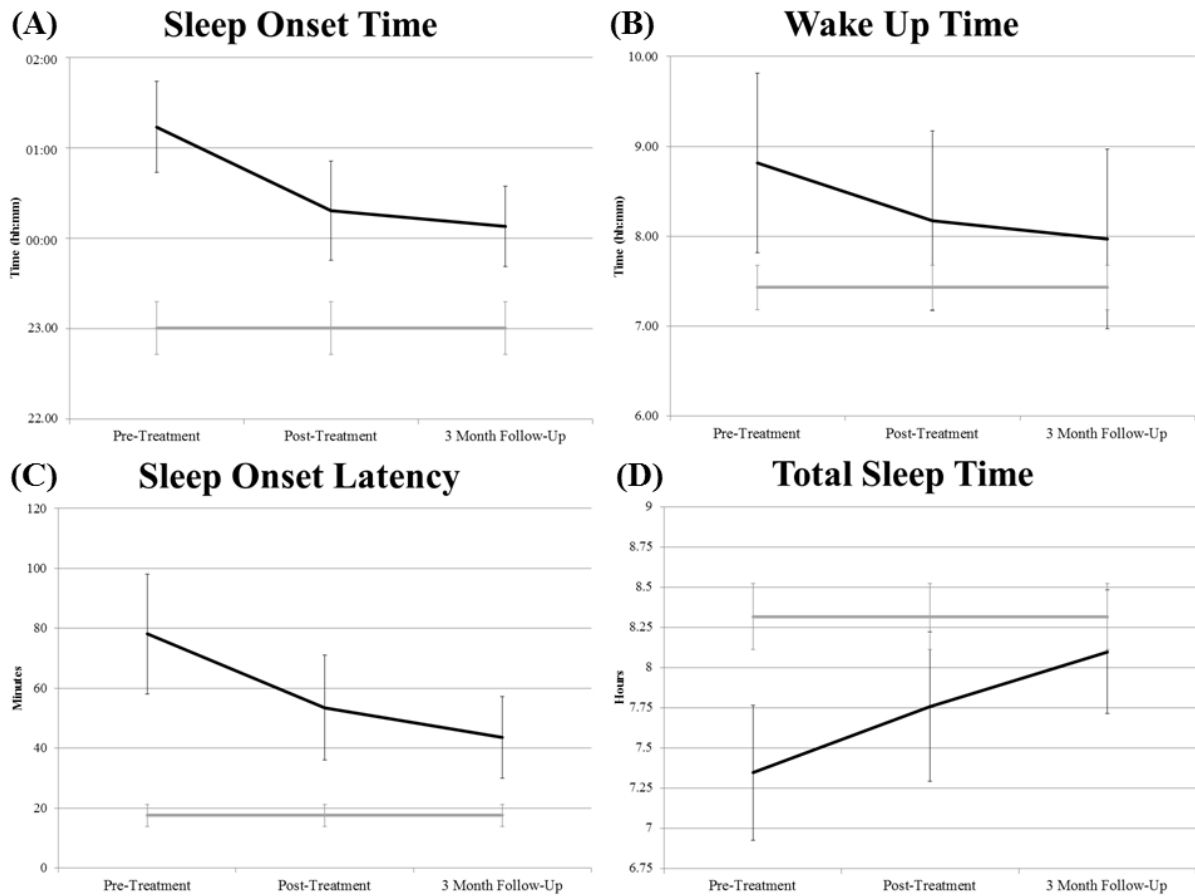 (A) Sleep Onset Time
02:00
01:00
00:00
23.00
22.00
Time (hh:mm)
Pre-Treatment Post-Treatment 3 Month Follow-Up
(B) Wake Up Time
10.00
9.00
8.00
7.00
6.00
Time (hh:mm)
Pre-Treatment Post-Treatment 3 Month Follow-Up
(C) Sleep Onset Latency
120
100
80
60
40
20
0
Minutes
Pre-Treatment Post-Treatment 3 Month Follow-Up
(D) Total Sleep Time
9
8.75
8.5
8.25
8
7.75
7.5
7.25
7
6.75
Hours
Pre-Treatment Post-Treatment 3 Month Follow-Up